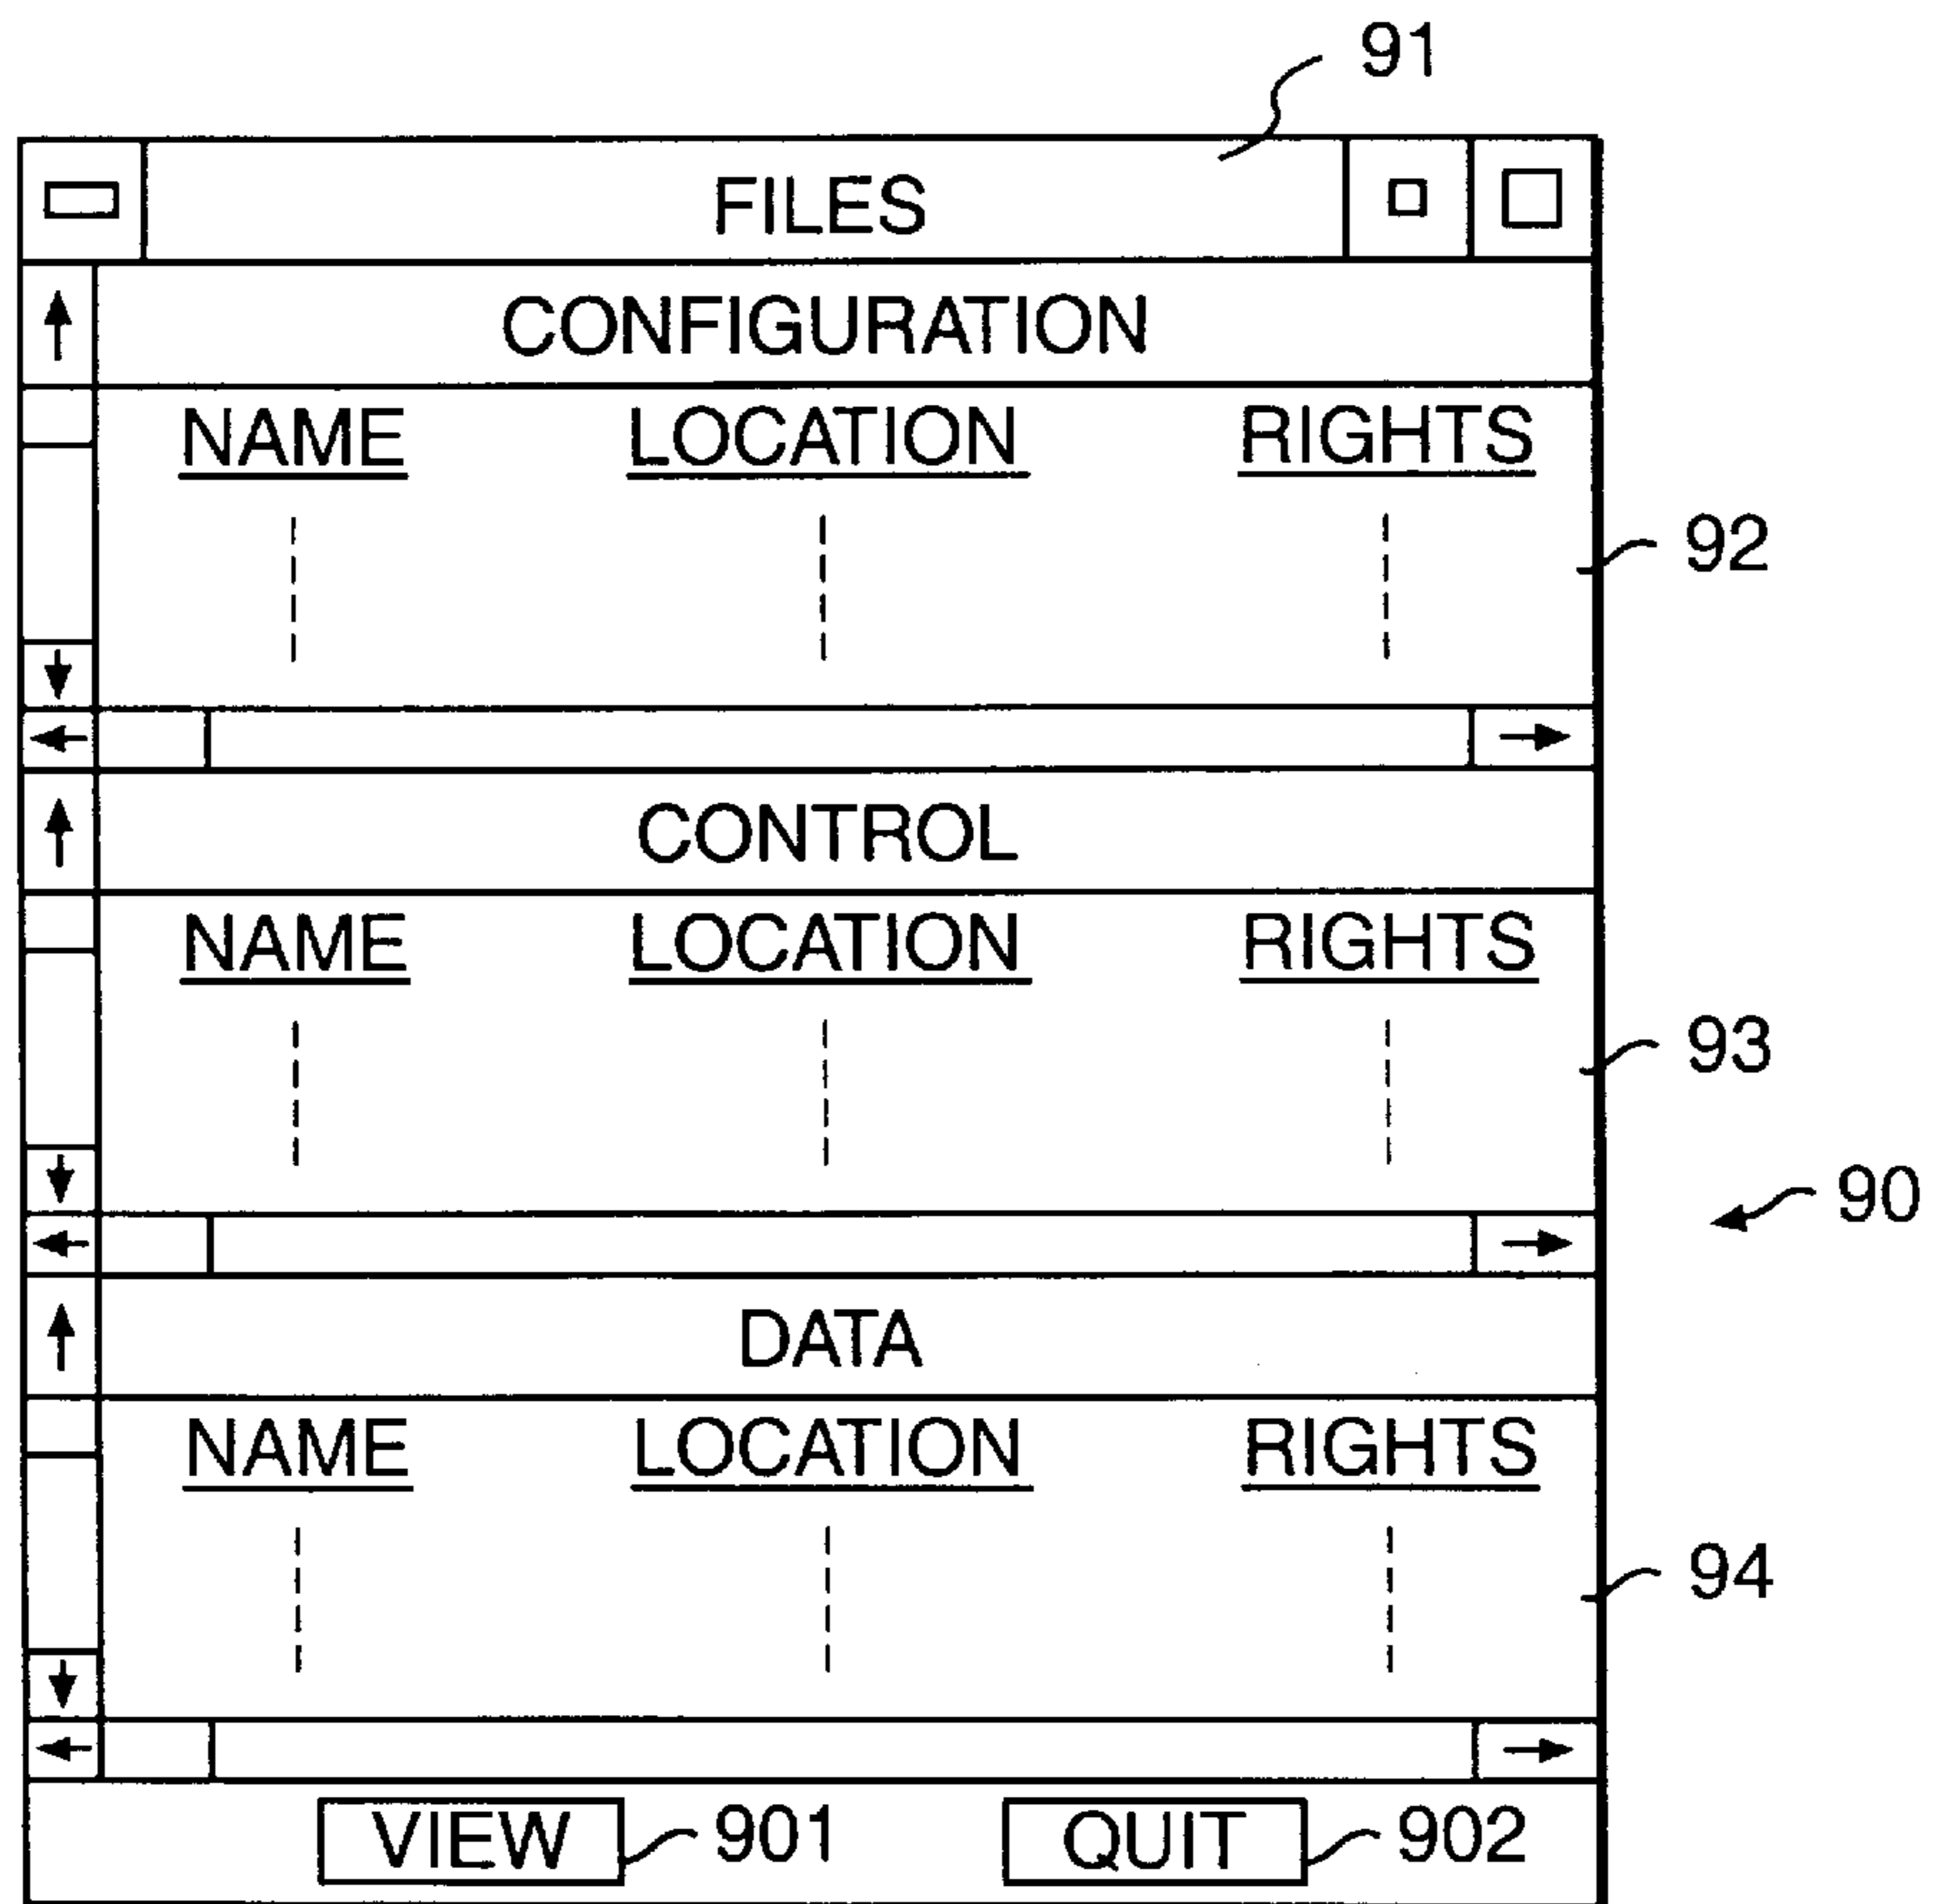 91
FILES
CONFIGURATION
NAME LOCATION RIGHTS
92
CONTROL
NAME LOCATION RIGHTS
93
90
DATA
NAME LOCATION RIGHTS
94
VIEW 901 QUIT 902